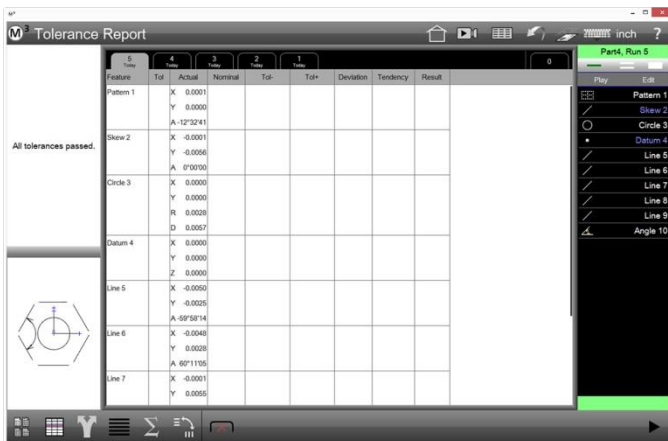 M³
M³ Tolerance Report
inch ?
5 Today
4 Today
3 Today
2 Today
1 Today
0
Part4, Run 5
Play Edit
Feature Tol Actual Nominal Tol- Tol+ Deviation Tendency Result
Pattern 1 X 0.0001
Y 0.0000
A -12°32'41
Skew 2 X -0.0001
Y -0.0056
A 0°00'00
Circle 3 X 0.0000
Y 0.0000
R 0.0028
D 0.0057
Datum 4 X 0.0000
Y 0.0000
Z 0.0000
Line 5 X -0.0050
Y -0.0025
A -59°58'14
Line 6 X -0.0048
Y 0.0028
A 60°11'05
Line 7 X -0.0001
Y 0.0055
All tolerances passed.
Pattern 1
Skew 2
Circle 3
Datum 4
Line 5
Line 6
Line 7
Line 8
Line 9
Angle 10